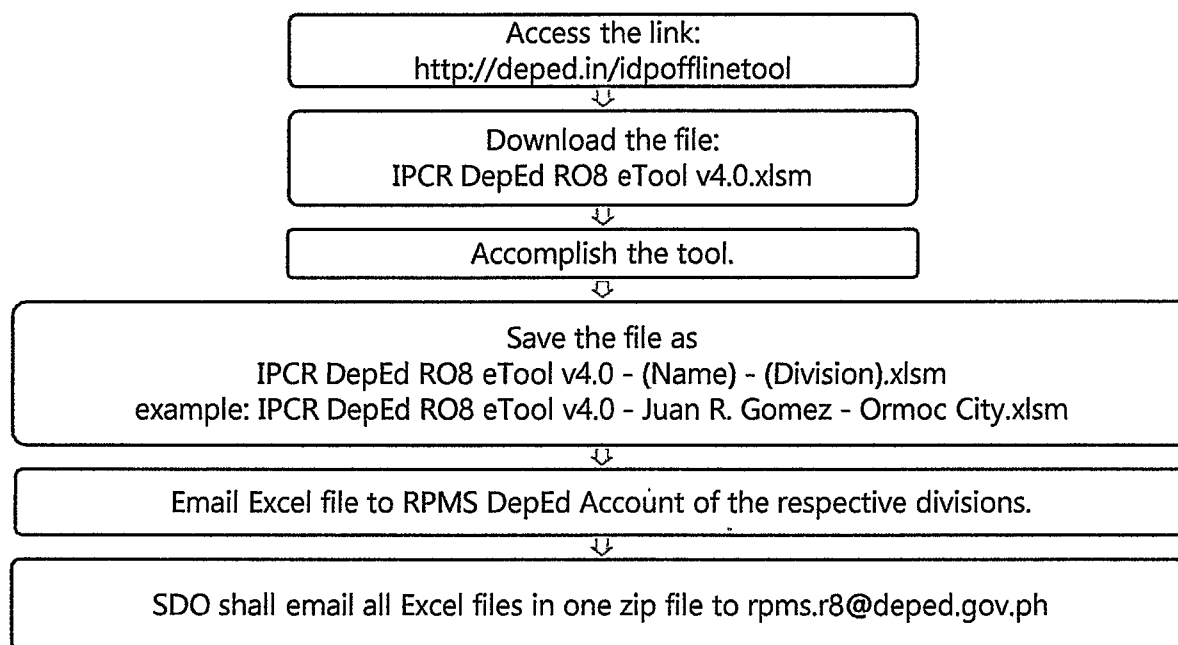 Access the link:
http://deped.in/idpofflinetool
Download the file:
IPCR DepEd RO8 eTool v4.0.xlsm
Accomplish the tool.
Save the file as
IPCR DepEd RO8 eTool v4.0 - (Name) - (Division).xlsm
example: IPCR DepEd RO8 eTool v4.0 - Juan R. Gomez - Ormoc City.xlsm
Email Excel file to RPMS DepEd Account of the respective divisions.
SDO shall email all Excel files in one zip file to rpms.r8@deped.gov.ph